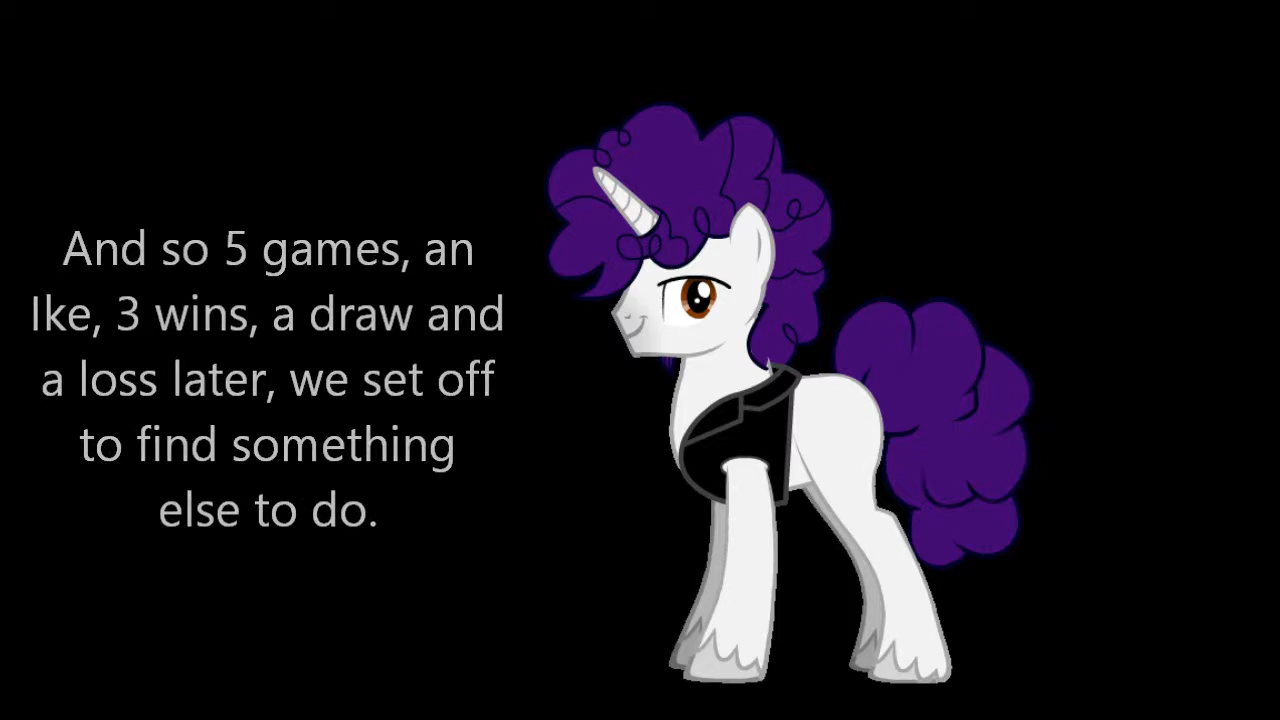 And so 5 games, an
Ike, 3 wins, a draw and
a loss later, we set off
to find something
else to do.